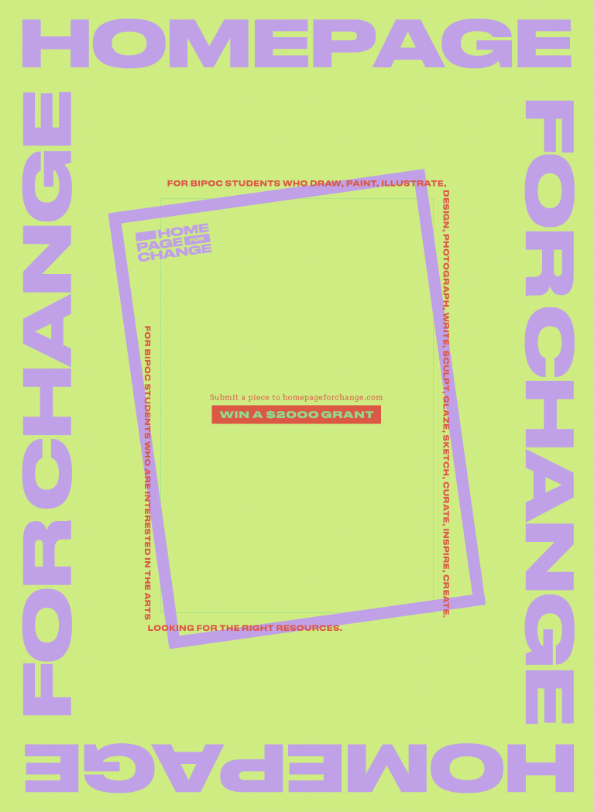 HOMEPAGE
FOR CHANGE
FOR BIPOC STUDENTS WHO DRAW, PAINT, ILLUSTRATE,
DESIGN, PHOTOGRAPH, WRITE, SCULPT, GLAZE, SKETCH, CURATE, INSPIRE, CREATE.
HOME
PAGE FOR
CHANGE
Submit a piece to homepageforchange.com
WIN A $2000 GRANT
FOR BIPOC STUDENTS WHO ARE INTERESTED IN THE ARTS
LOOKING FOR THE RIGHT RESOURCES.
FOR CHANGE
HOMEPAGE